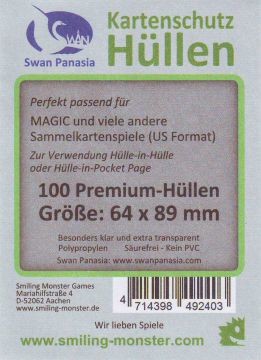 Kartenschutz
Hüllen
SWAN
Swan Panasia
Perfekt passend für
MAGIC und viele andere
Sammelkartenspiele (US Format)
Zur Verwendung Hülle-in-Hülle
oder Hülle-in-Pocket Page
100 Premium-Hüllen
Größe: 64 x 89 mm
Besonders klar und extra transparent
Polypropylen Säurefrei - Kein PVC
Swan Panasia: www.swanpanasia.com
Smiling Monster Games
Mariahilfstraße 4
D-52062 Aachen
smiling-monster.de
4 714398 492403
Wir lieben Spiele
www.smiling-monster.com